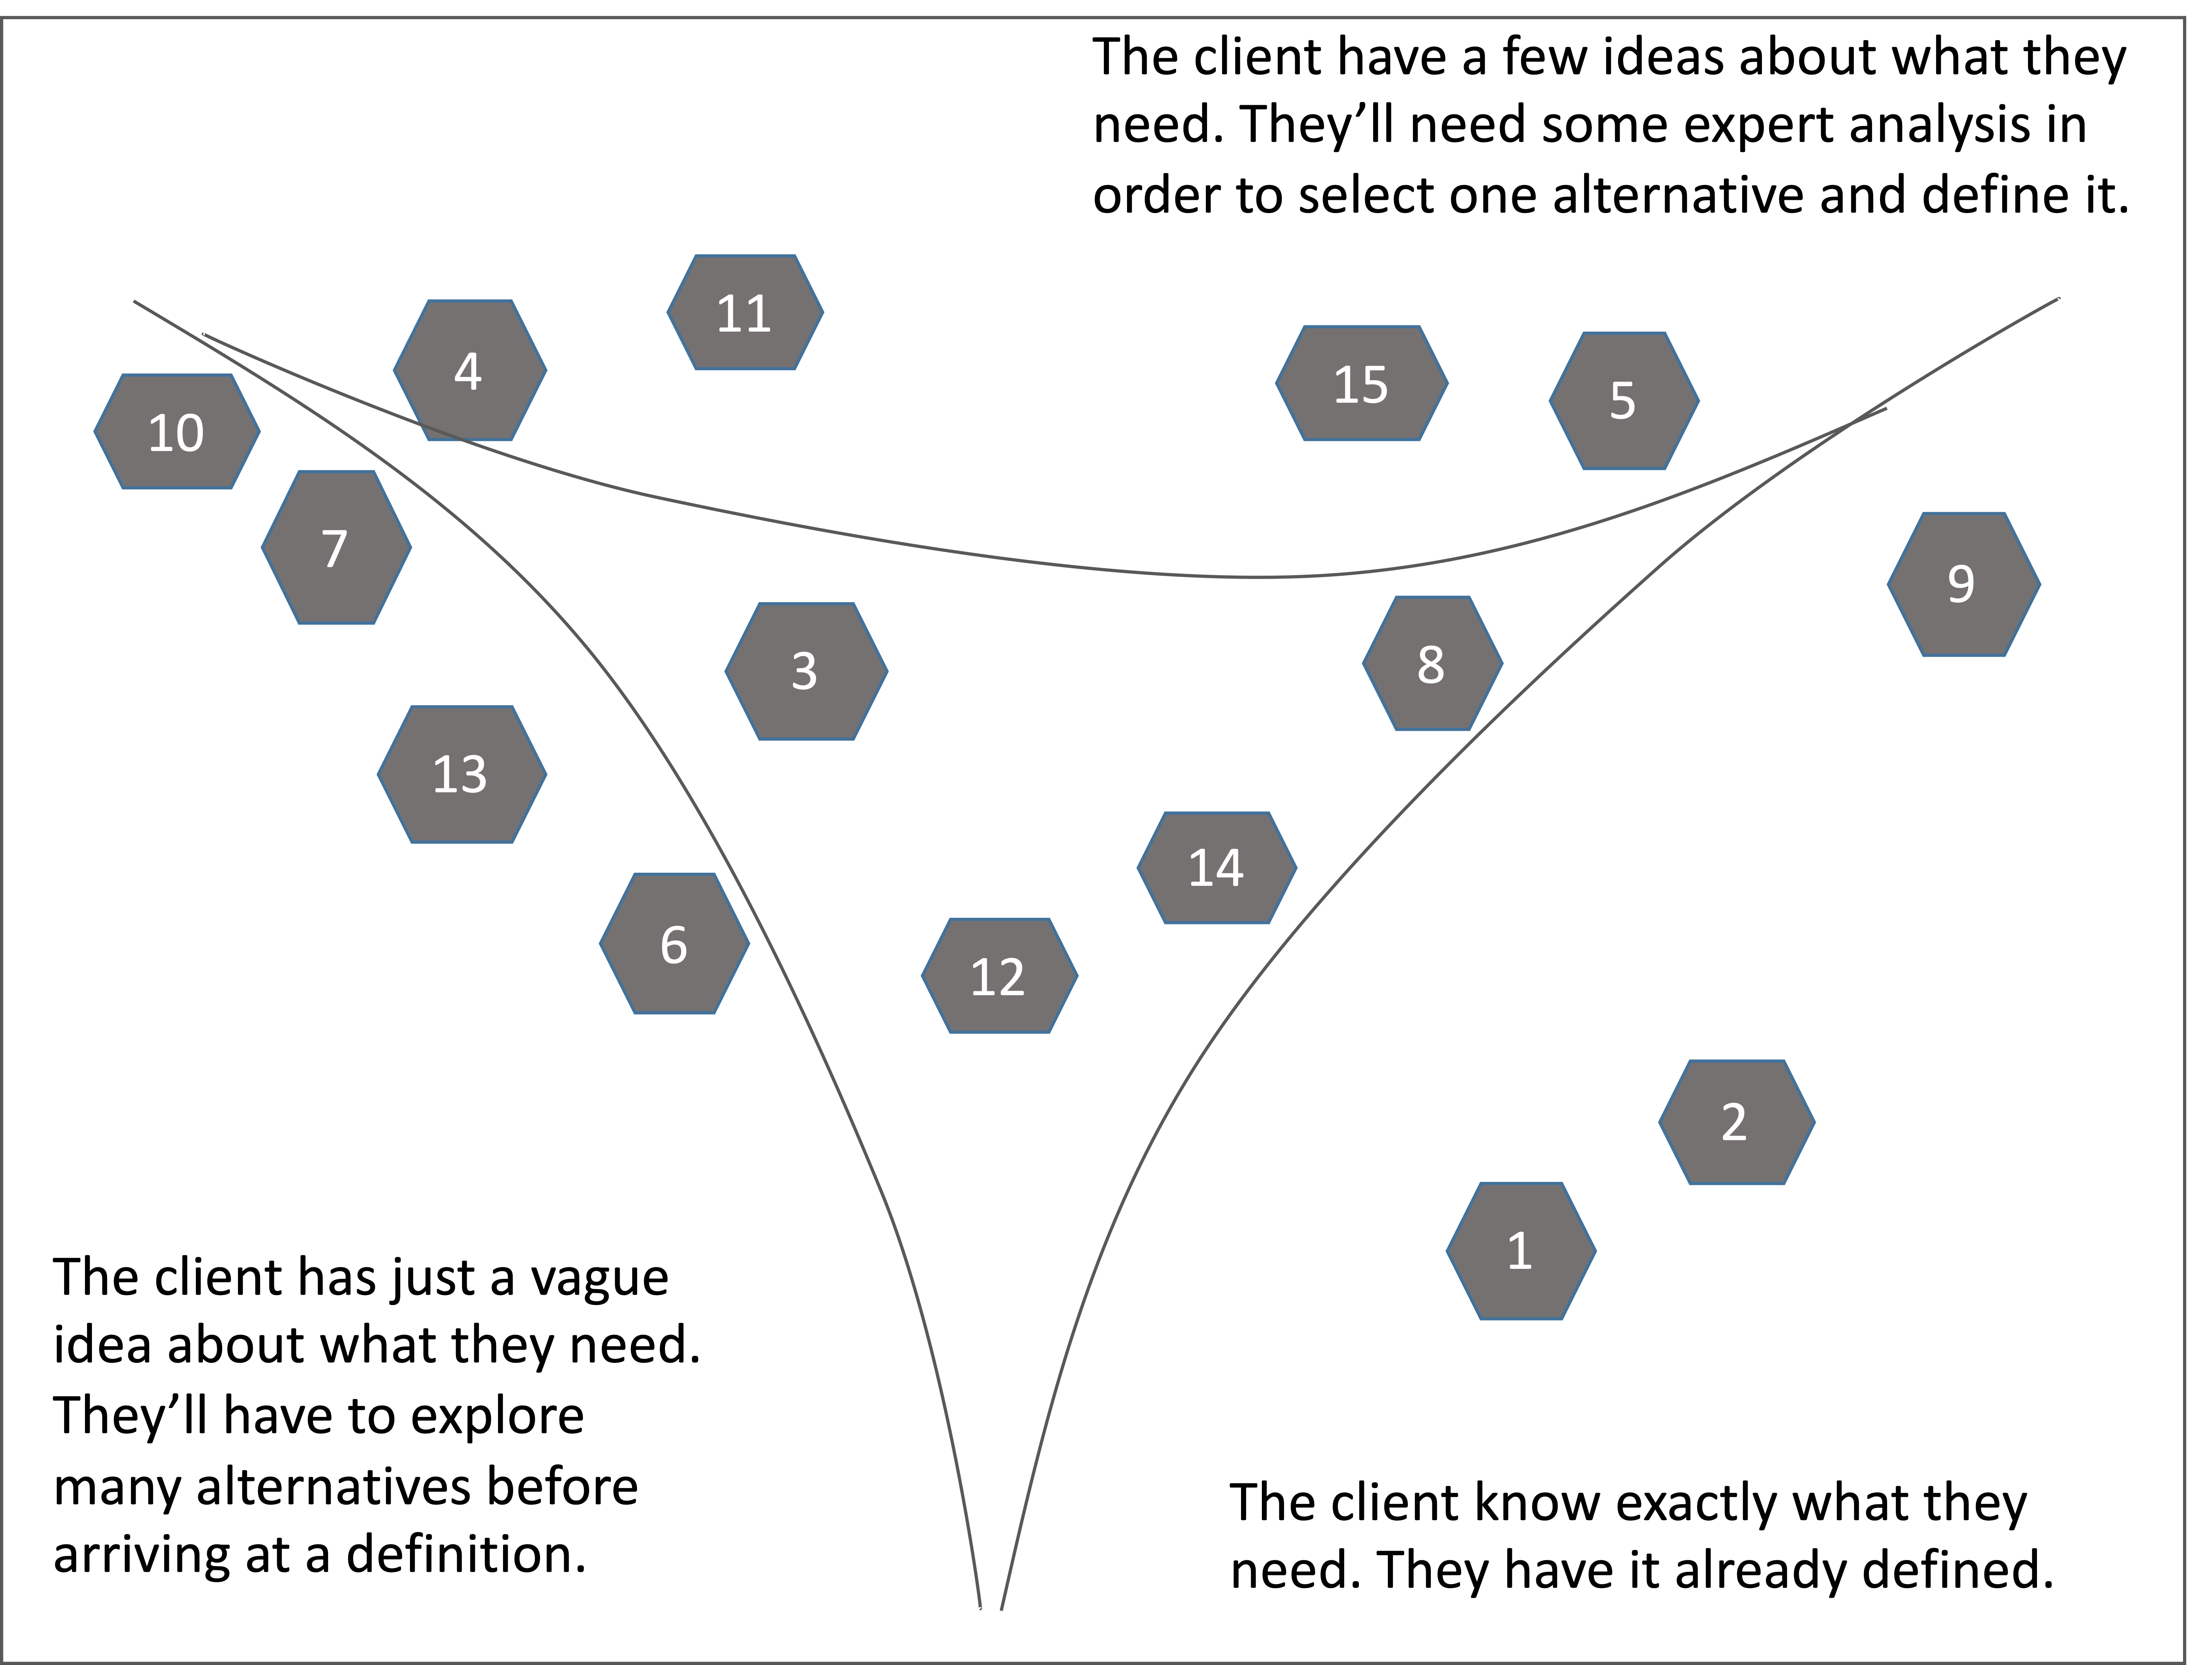 The client have a few ideas about what they
need. They’ll need some expert analysis in
order to select one alternative and define it.
11
4
15
5
10
7
9
3
8
13
14
6
12
2
1
The client has just a vague
idea about what they need.
They’ll have to explore
many alternatives before
arriving at a definition.
The client know exactly what they
need. They have it already defined.